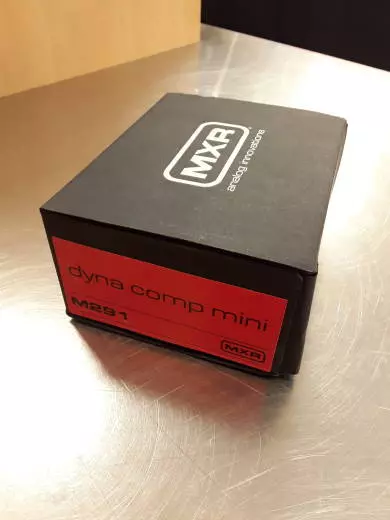 MXR
analog innovations
dyna comp mini
M291
MXR